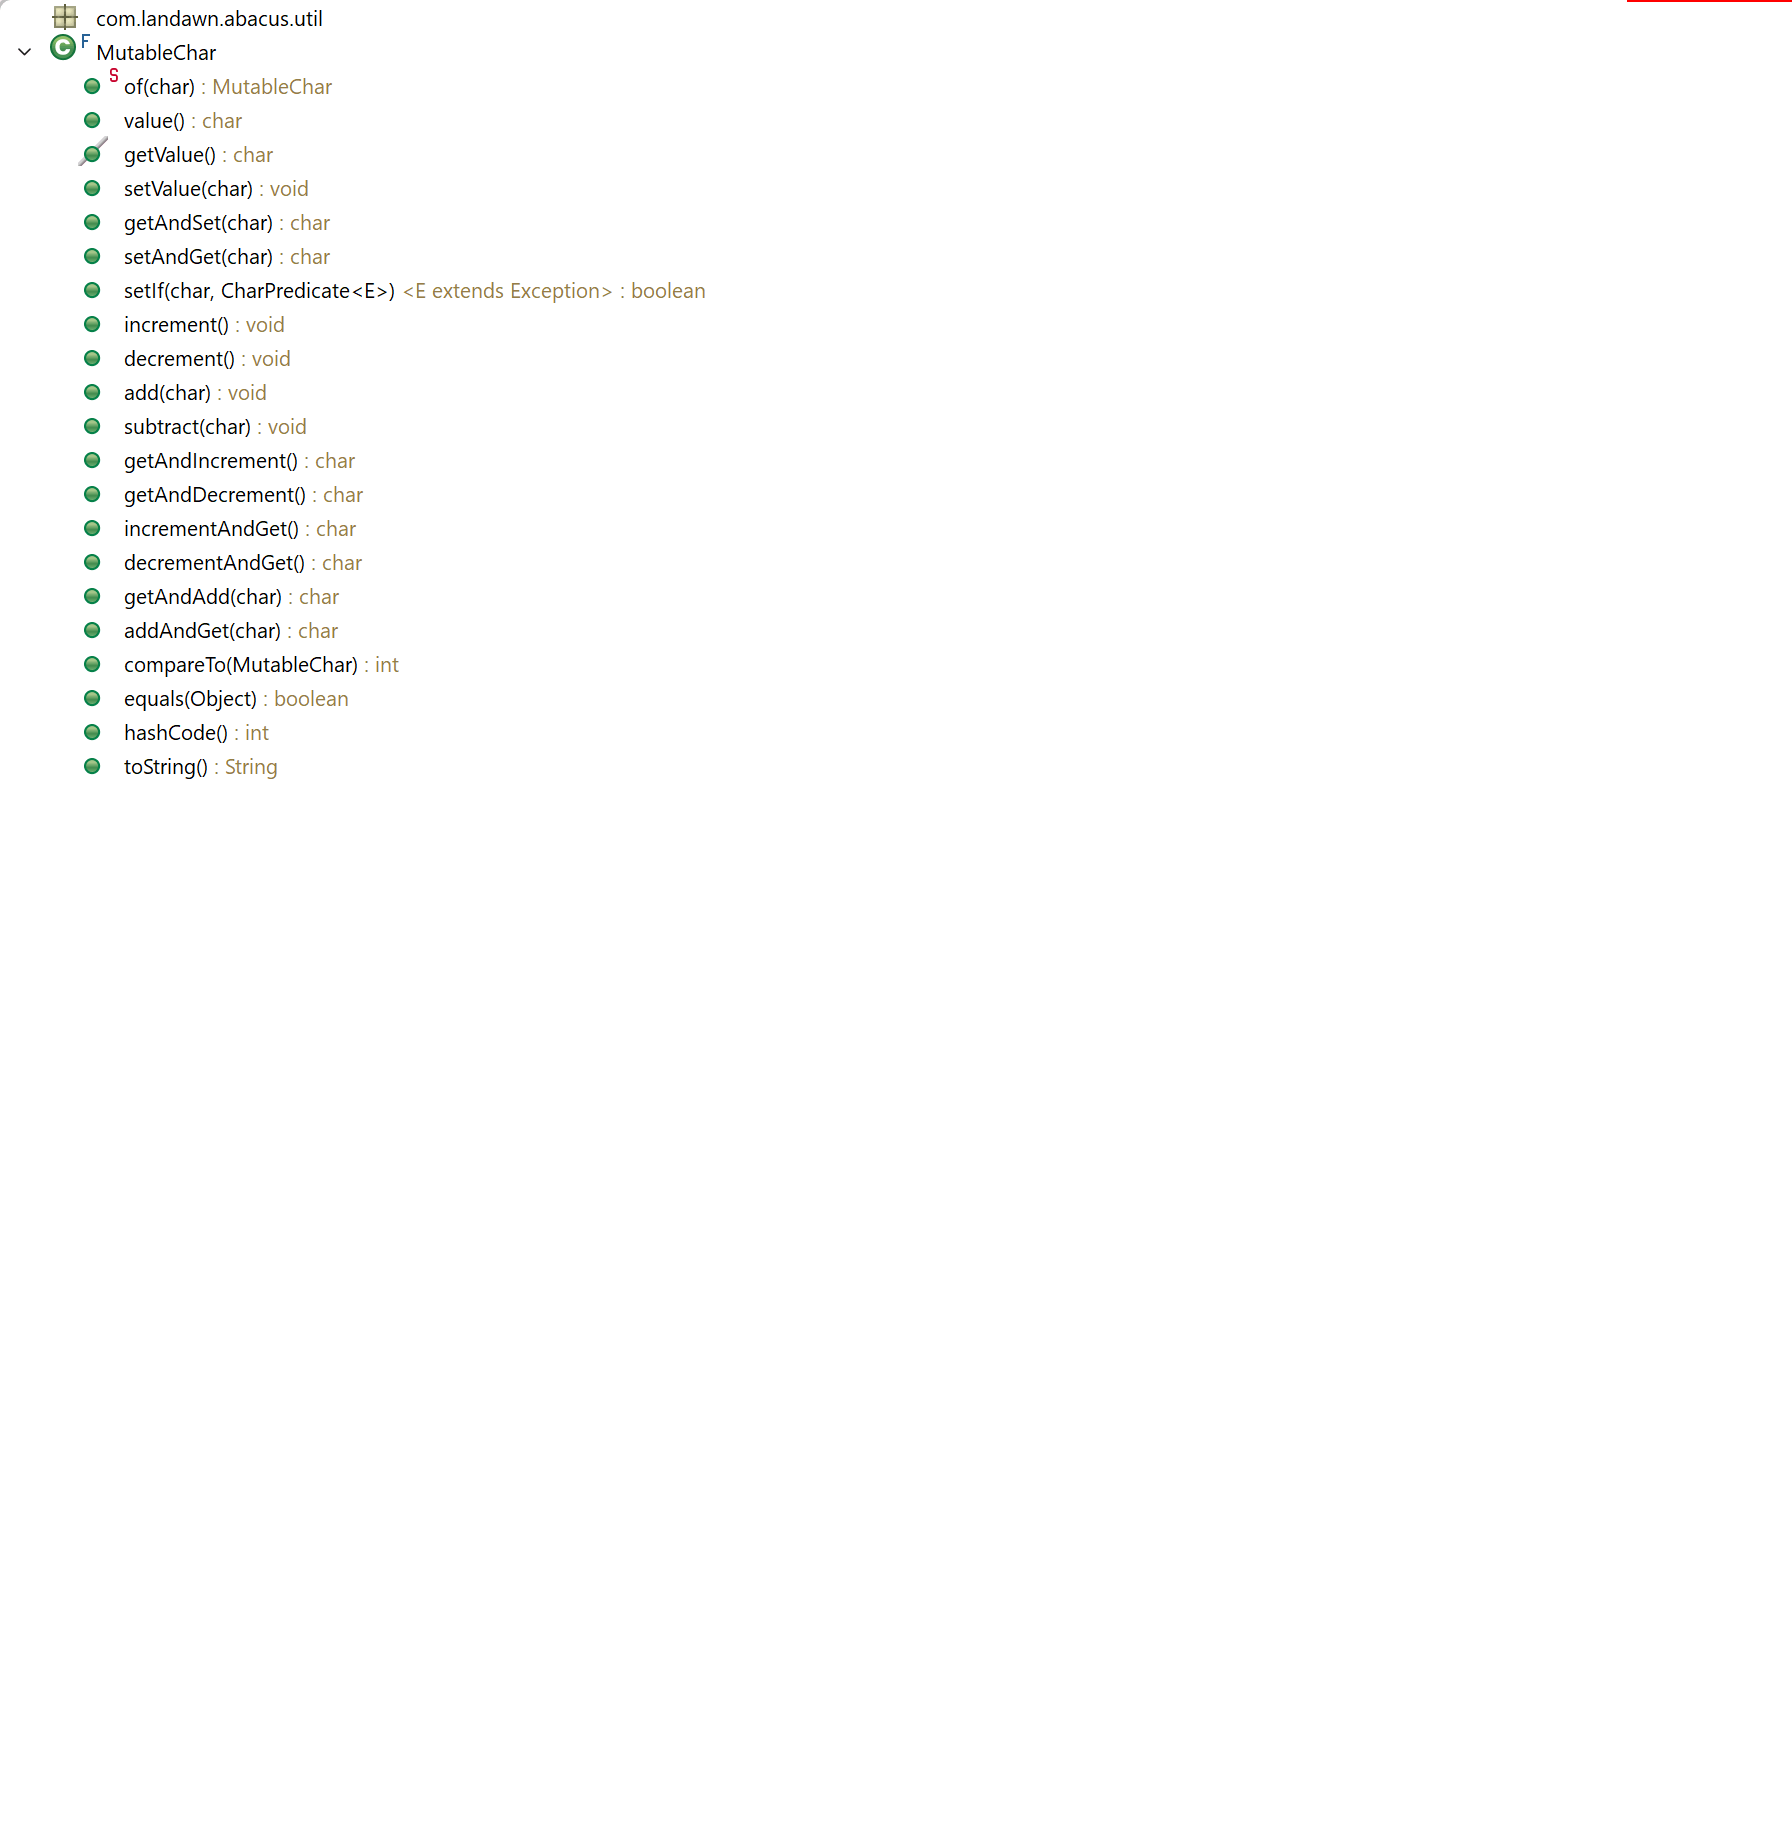 com.landawn.abacus.util
C F MutableChar
S of(char) : MutableChar
value() : char
getValue() : char
setValue(char) : void
getAndSet(char) : char
setAndGet(char) : char
setIf(char, CharPredicate<E>) <E extends Exception> : boolean
increment() : void
decrement() : void
add(char) : void
subtract(char) : void
getAndIncrement() : char
getAndDecrement() : char
incrementAndGet() : char
decrementAndGet() : char
getAndAdd(char) : char
addAndGet(char) : char
compareTo(MutableChar) : int
equals(Object) : boolean
hashCode() : int
toString() : String